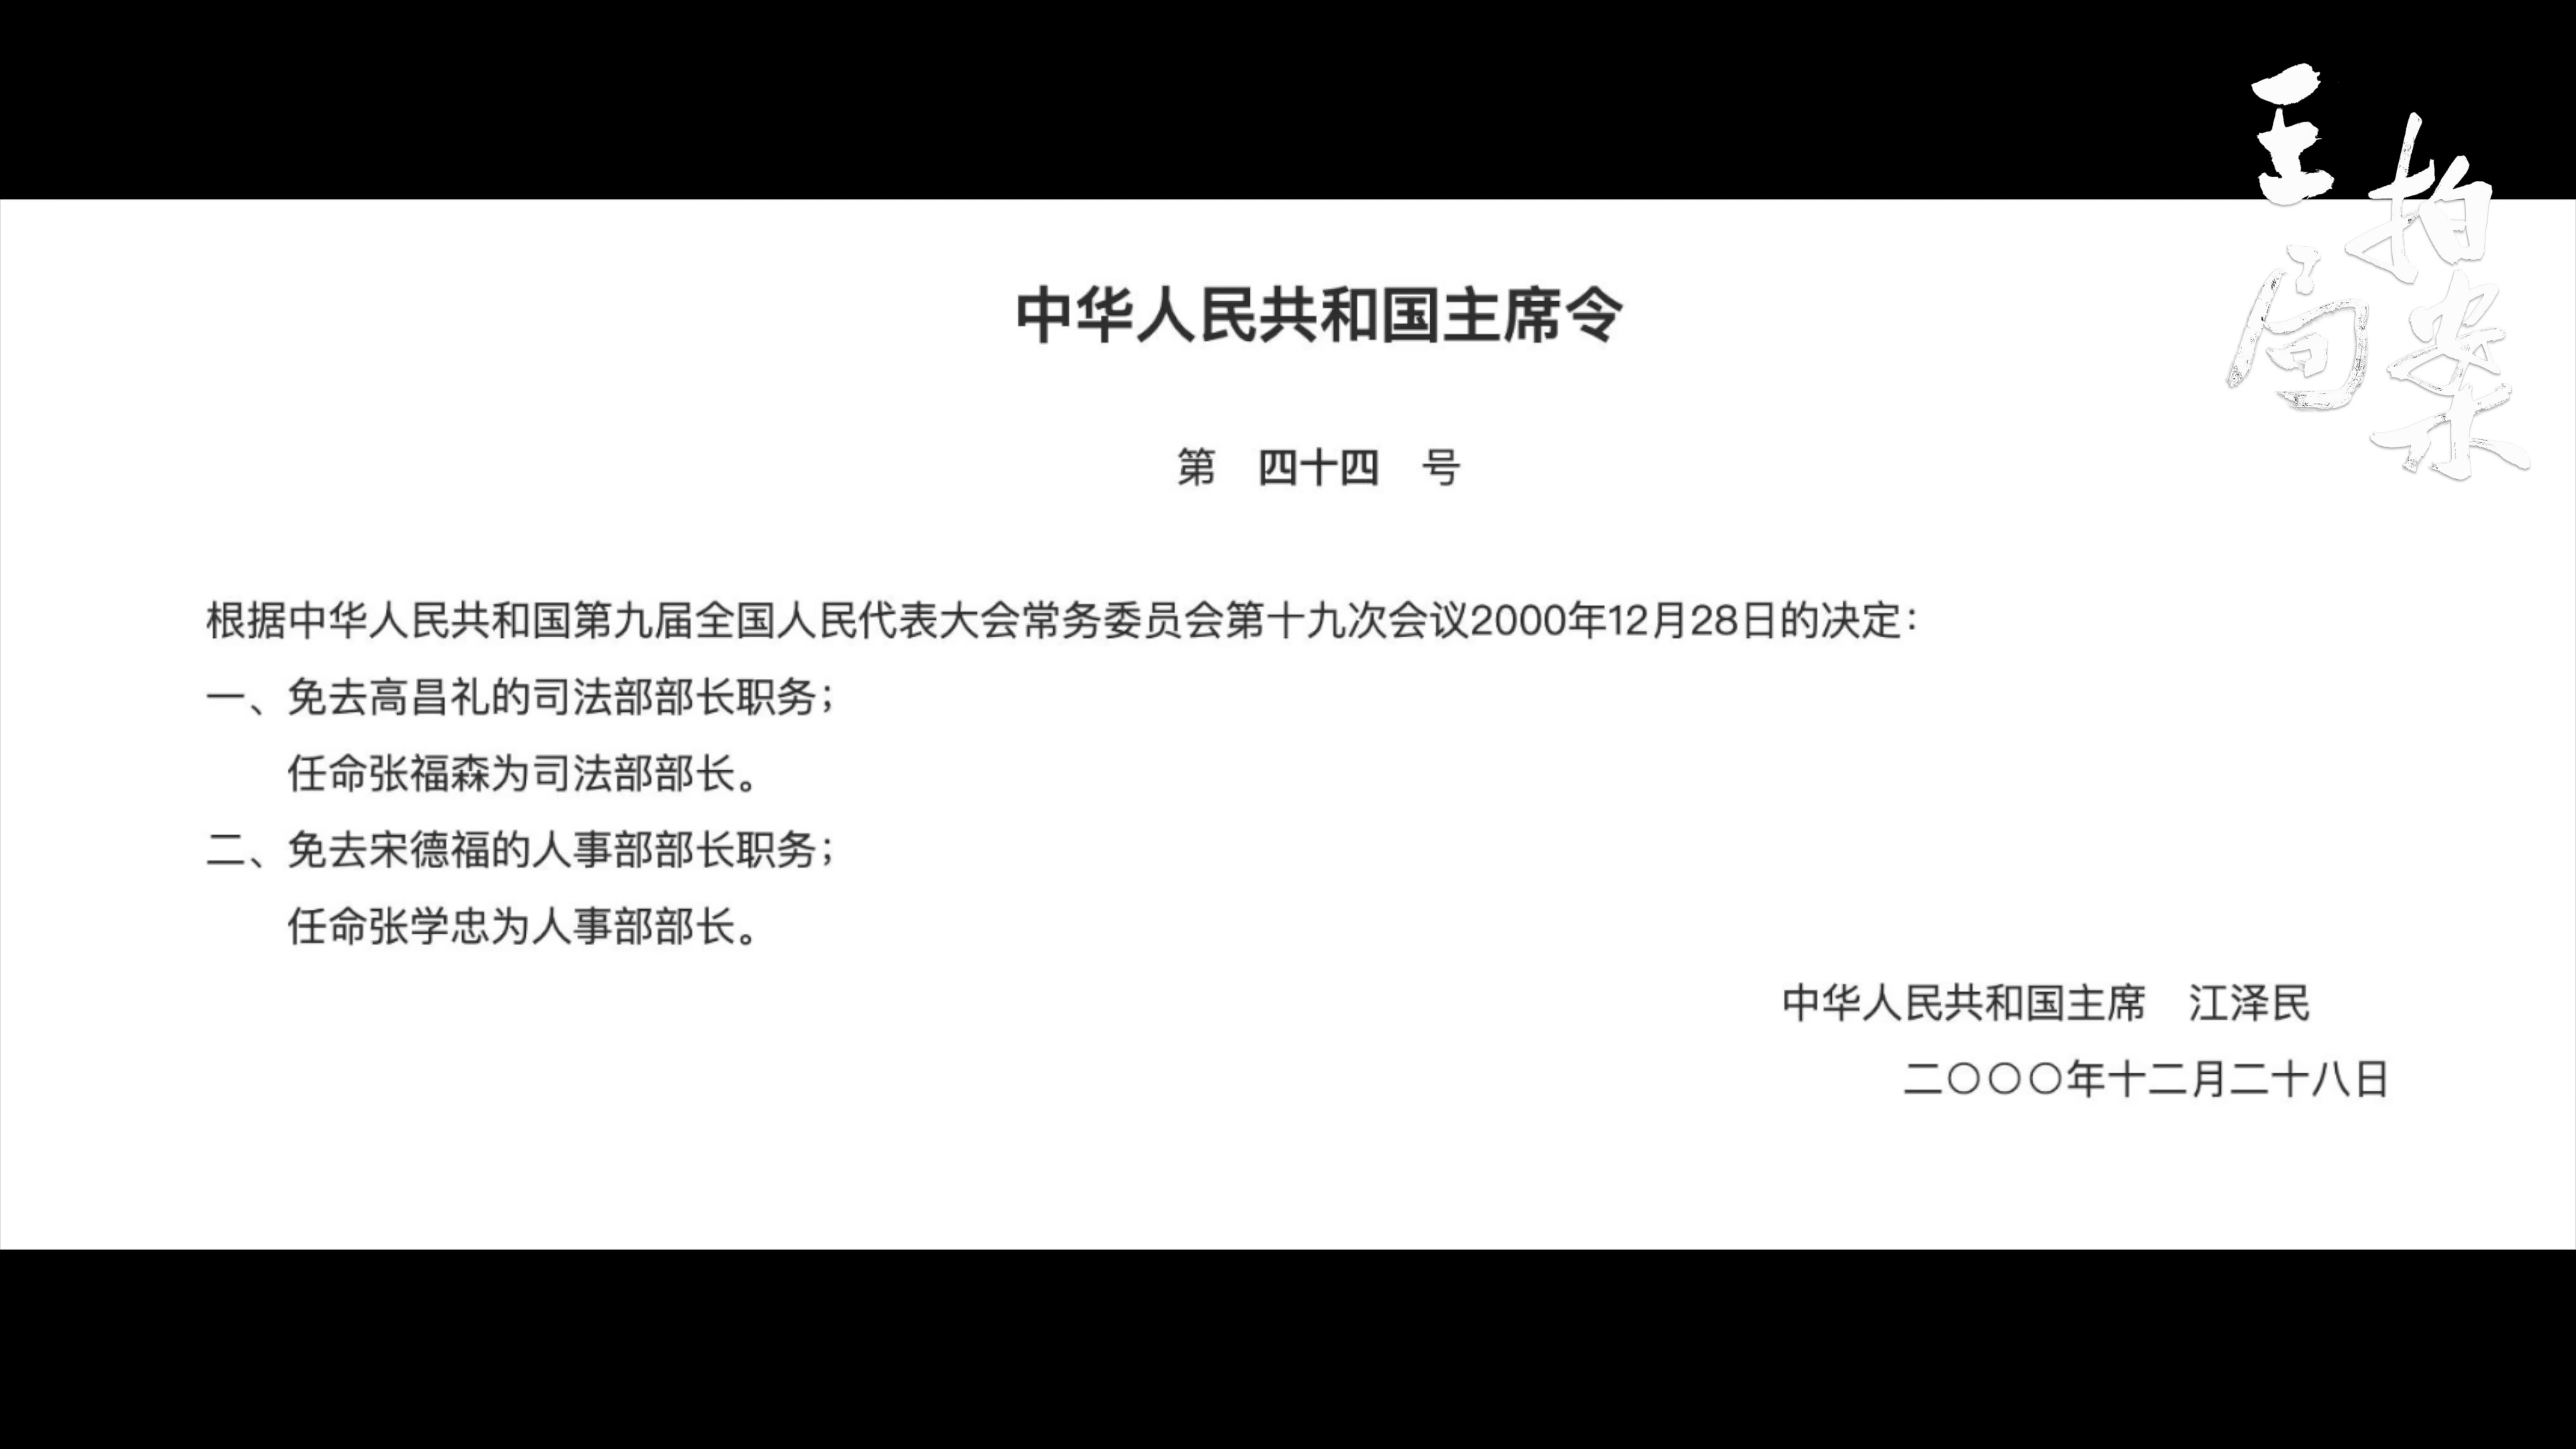 中华人民共和国主席令
第 四十四 号
根据中华人民共和国第九届全国人民代表大会常务委员会第十九次会议2000年12月28日的决定：
一、免去高昌礼的司法部部长职务；
任命张福森为司法部部长。
二、免去宋德福的人事部部长职务；
任命张学忠为人事部部长。
中华人民共和国主席 江泽民
二〇〇〇年十二月二十八日
王局
拍案